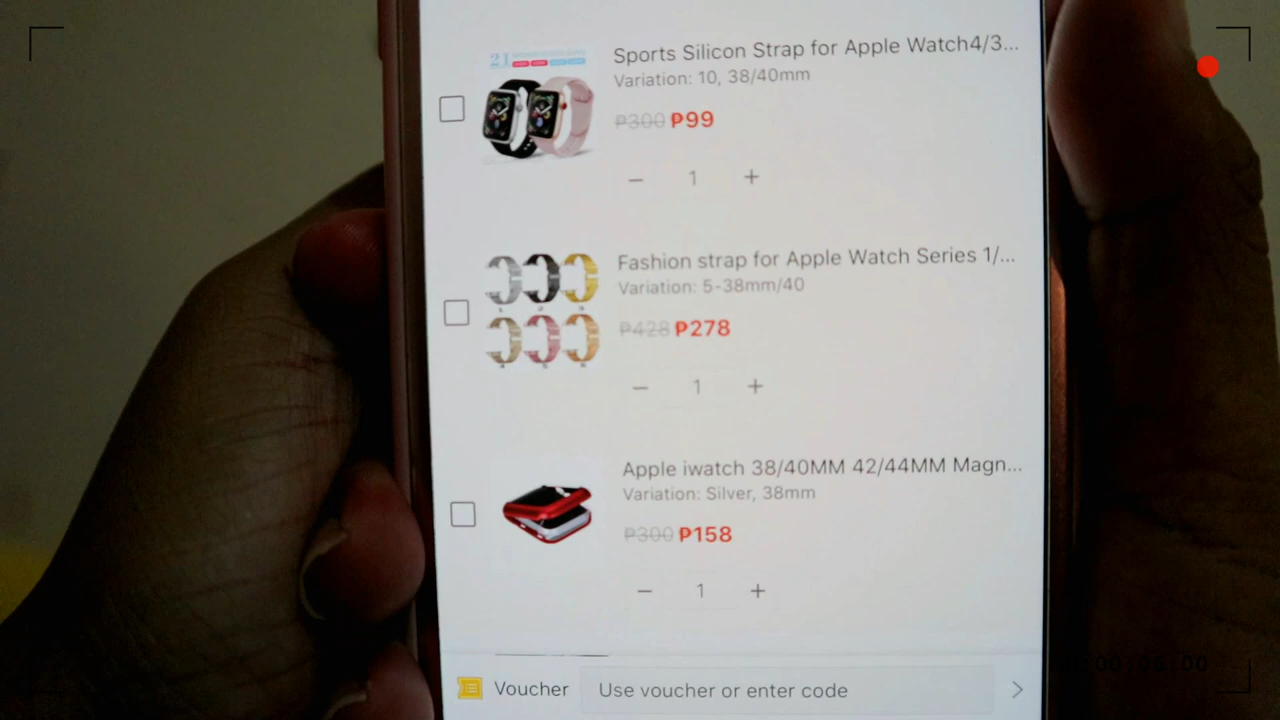 21
Sports Silicon Strap for Apple Watch4/3...
Variation: 10, 38/40mm
₱300 ₱99
− 1 +
Fashion strap for Apple Watch Series 1/...
Variation: 5-38mm/40
₱428 ₱278
− 1 +
Apple iwatch 38/40MM 42/44MM Magn...
Variation: Silver, 38mm
₱300 ₱158
− 1 +
Voucher Use voucher or enter code